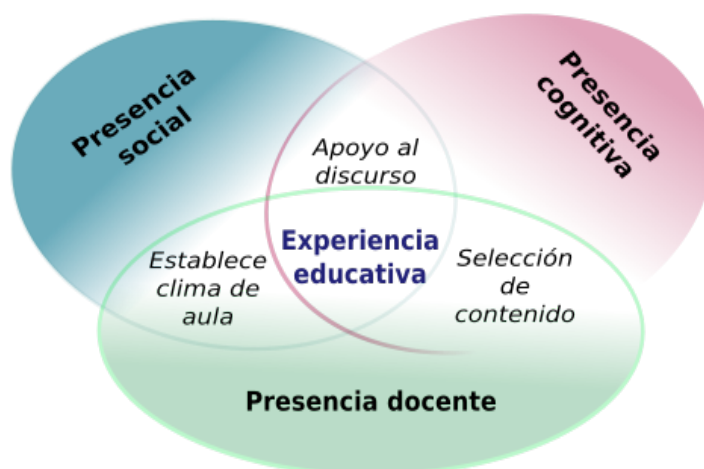 Presencia
social
Presencia
cognitiva
Apoyo al
discurso
Experiencia
educativa
Establece
clima de
aula
Selección
de
contenido
Presencia docente